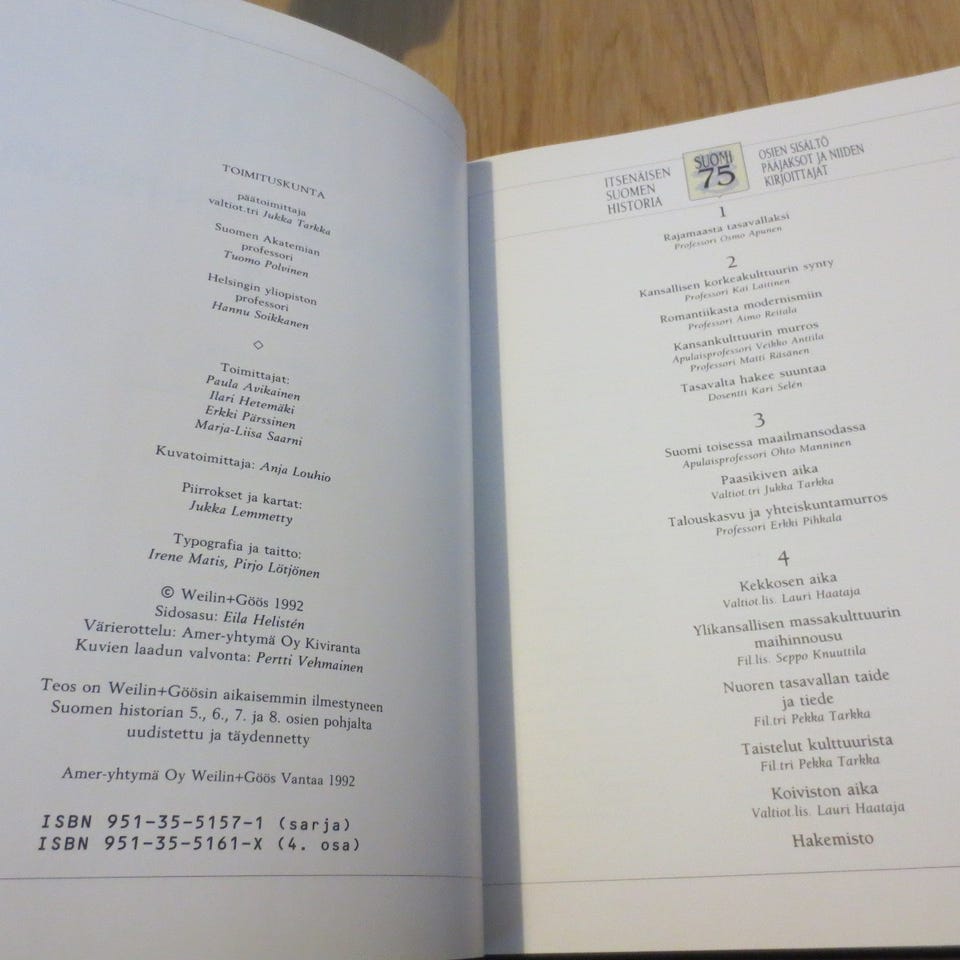 TOIMITUSKUNTA
päätoimittaja
valtiot.tri Jukka Tarkka
Suomen Akatemian
professori
Tuomo Polvinen
Helsingin yliopiston
professori
Hannu Soikkanen
◇
Toimittajat:
Paula Avikainen
Ilari Hetemäki
Erkki Pärssinen
Marja-Liisa Saarni
Kuvatoimittaja: Anja Louhio
Piirrokset ja kartat:
Jukka Lemmetty
Typografia ja taitto:
Irene Matis, Pirjo Lötjönen
© Weilin+Göös 1992
Sidosasu: Eila Helistén
Värierottelu: Amer-yhtymä Oy Kiviranta
Kuvien laadun valvonta: Pertti Vehmainen
Teos on Weilin+Göösin aikaisemmin ilmestyneen
Suomen historian 5., 6., 7. ja 8. osien pohjalta
uudistettu ja täydennetty
Amer-yhtymä Oy Weilin+Göös Vantaa 1992
ISBN 951-35-5157-1 (sarja)
ISBN 951-35-5161-X (4. osa)
ITSENÄISEN
SUOMEN
HISTORIA
SUOMI
75
OSIEN SISÄLTÖ
PÄÄJAKSOT JA NIIDEN
KIRJOITTAJAT
1
Rajamaasta tasavallaksi
Professori Osmo Apunen
2
Kansallisen korkeakulttuurin synty
Professori Kai Laitinen
Romantiikasta modernismiin
Professori Aimo Reitala
Kansankulttuurin murros
Apulaisprofessori Veikko Anttila
Professori Matti Räsänen
Tasavalta hakee suuntaa
Dosentti Kari Selén
3
Suomi toisessa maailmansodassa
Apulaisprofessori Ohto Manninen
Paasikiven aika
Valtiot.tri Jukka Tarkka
Talouskasvu ja yhteiskuntamurros
Professori Erkki Pihkala
4
Kekkosen aika
Valtiot.lis. Lauri Haataja
Ylikansallisen massakulttuurin
maihinnousu
Fil.lis. Seppo Knuuttila
Nuoren tasavallan taide
ja tiede
Fil.tri Pekka Tarkka
Taistelut kulttuurista
Fil.tri Pekka Tarkka
Koiviston aika
Valtiot.lis. Lauri Haataja
Hakemisto